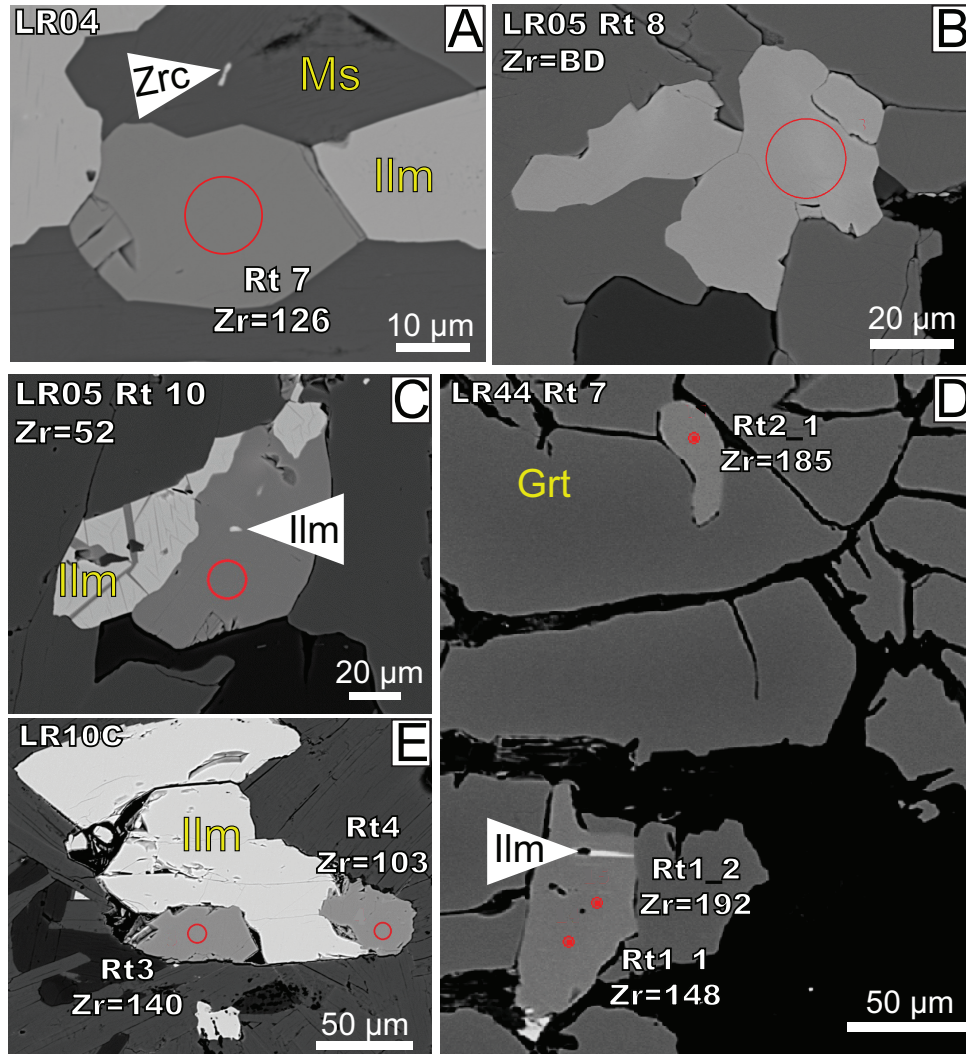 LR04
A
Zrc
Ms
Ilm
Rt 7
Zr=126
10 µm
LR05 Rt 8
B
Zr=BD
20 µm
LR05 Rt 10
C
Zr=52
Ilm
Ilm
20 µm
LR44 Rt 7
D
Rt2_1
Zr=185
Grt
Ilm
Rt1_2
Zr=192
Rt1_1
Zr=148
50 µm
LR10C
E
Ilm
Rt4
Zr=103
Rt3
Zr=140
50 µm